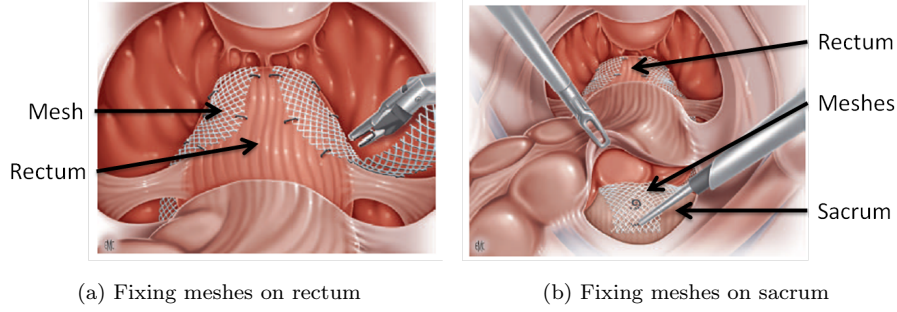 Mesh
Rectum
Rectum
Meshes
Sacrum
(a) Fixing meshes on rectum
(b) Fixing meshes on sacrum